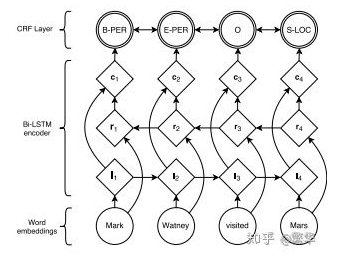 CRF Layer
B-PER E-PER O S-LOC
c1 c2 c3 c4
Bi-LSTM
encoder
r1 r2 r3 r4
l1 l2 l3 l4
Word
embeddings
Mark Watney visited Mars
知乎